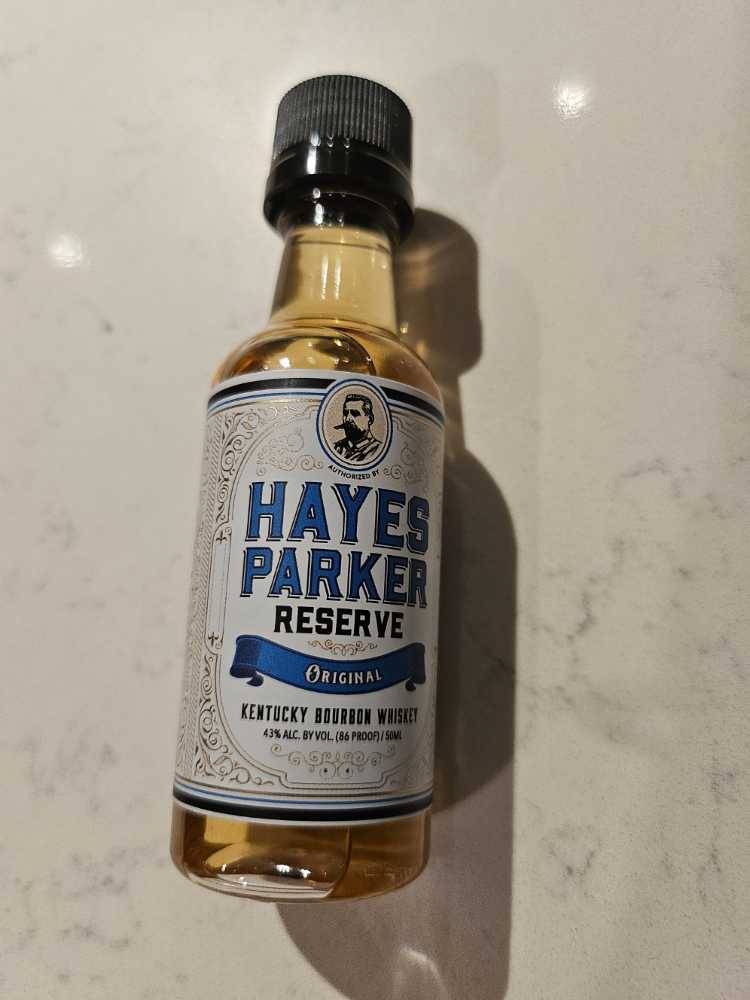 AUTHORIZED BY
HAYES
PARKER
RESERVE
ORIGINAL
KENTUCKY BOURBON WHISKEY
43% ALC. BY VOL. (86 PROOF) / 50ML